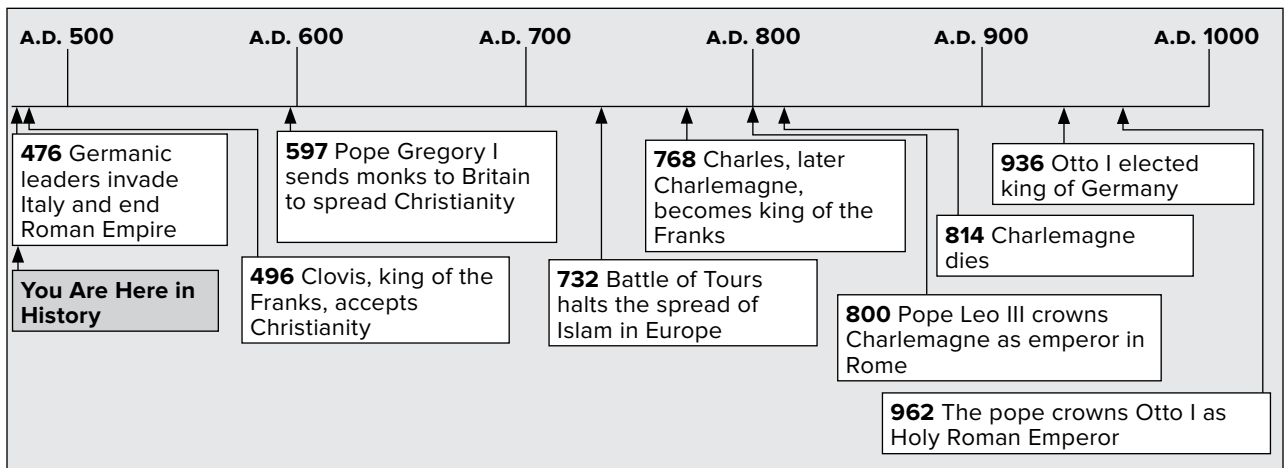 A.D. 500 A.D. 600 A.D. 700 A.D. 800 A.D. 900 A.D. 1000
476 Germanic
leaders invade
Italy and end
Roman Empire
You Are Here in
History
496 Clovis, king of the
Franks, accepts
Christianity
597 Pope Gregory I
sends monks to Britain
to spread Christianity
732 Battle of Tours
halts the spread of
Islam in Europe
768 Charles, later
Charlemagne,
becomes king of the
Franks
800 Pope Leo III crowns
Charlemagne as emperor in
Rome
814 Charlemagne
dies
936 Otto I elected
king of Germany
962 The pope crowns Otto I as
Holy Roman Emperor